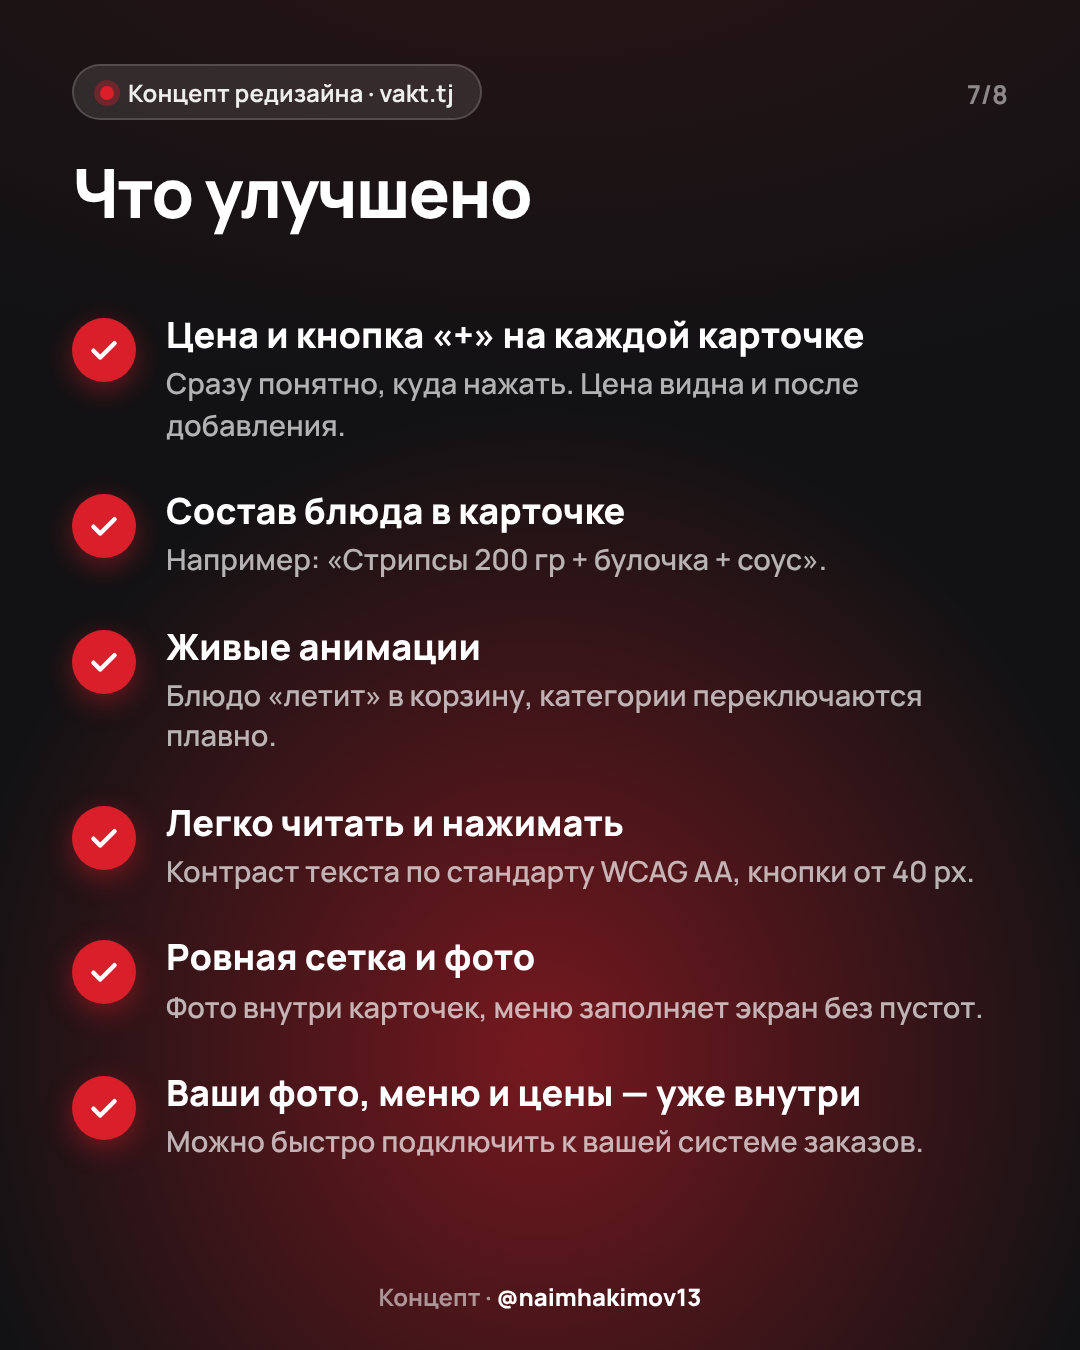 Концепт редизайна · vakt.tj
7/8
Что улучшено
Цена и кнопка «+» на каждой карточке
Сразу понятно, куда нажать. Цена видна и после
добавления.
Состав блюда в карточке
Например: «Стрипсы 200 гр + булочка + соус».
Живые анимации
Блюдо «летит» в корзину, категории переключаются
плавно.
Легко читать и нажимать
Контраст текста по стандарту WCAG AA, кнопки от 40 px.
Ровная сетка и фото
Фото внутри карточек, меню заполняет экран без пустот.
Ваши фото, меню и цены — уже внутри
Можно быстро подключить к вашей системе заказов.
Концепт · @naimhakimov13